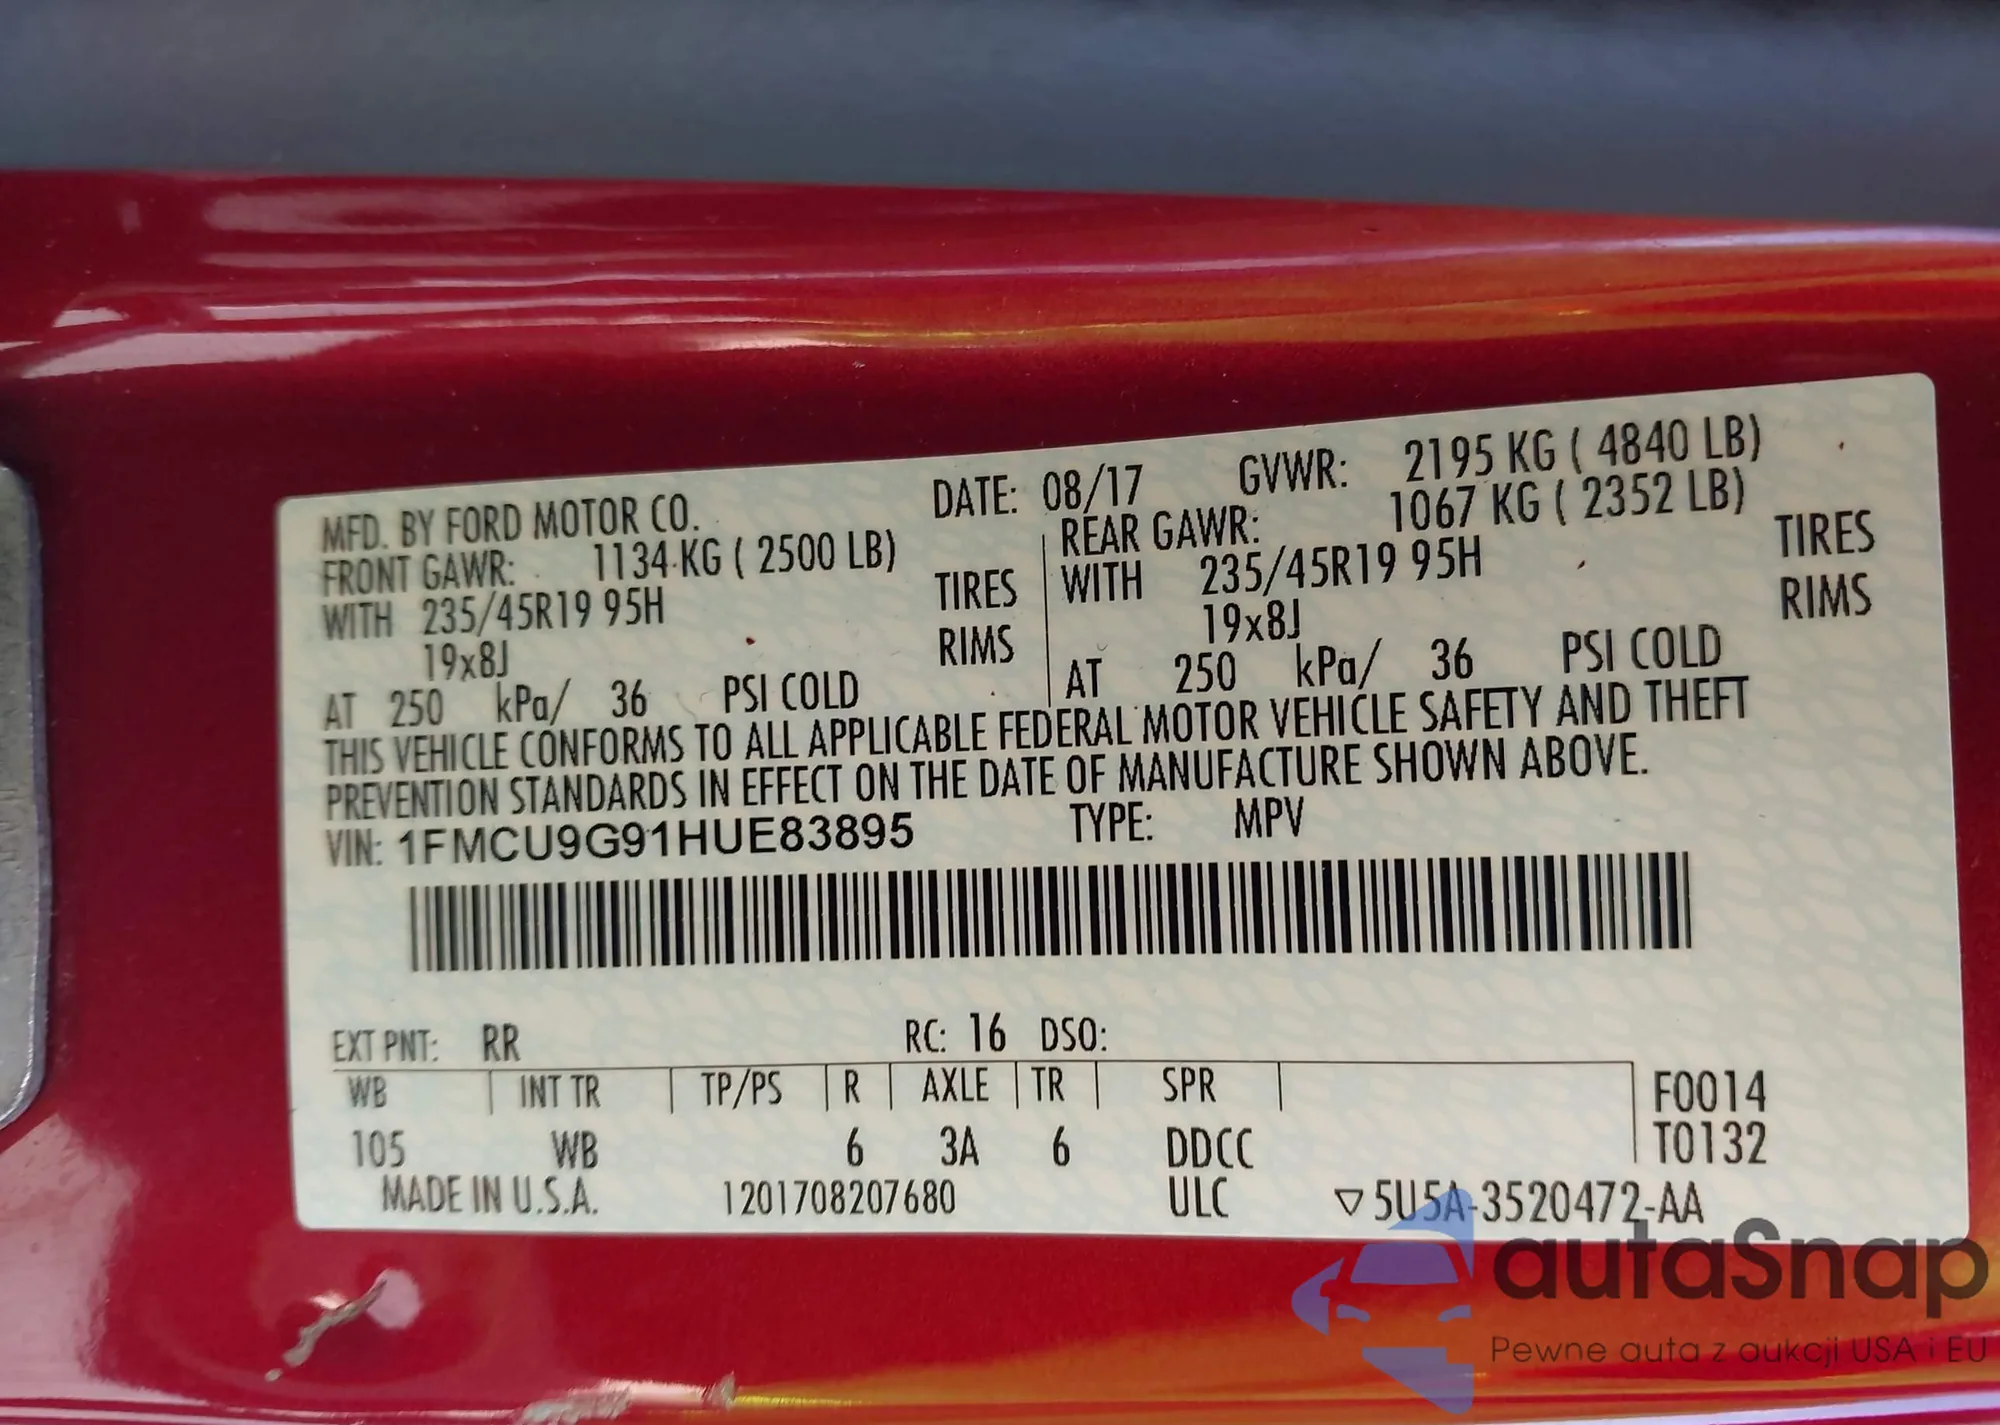 MFD. BY FORD MOTOR CO. DATE: 08/17 GVWR: 2195 KG ( 4840 LB)
FRONT GAWR: 1134 KG ( 2500 LB) REAR GAWR: 1067 KG ( 2352 LB)
WITH 235/45R19 95H TIRES WITH 235/45R19 95H TIRES
19x8J RIMS 19x8J RIMS
AT 250 kPa/ 36 PSI COLD AT 250 kPa/ 36 PSI COLD
THIS VEHICLE CONFORMS TO ALL APPLICABLE FEDERAL MOTOR VEHICLE SAFETY AND THEFT
PREVENTION STANDARDS IN EFFECT ON THE DATE OF MANUFACTURE SHOWN ABOVE.
VIN: 1FMCU9G91HUE83895 TYPE: MPV
EXT PNT: RR RC: 16 DSO:
WB INT TR TP/PS R AXLE TR SPR F0014
105 WB 6 3A 6 DDCC T0132
MADE IN U.S.A. 1201708207680 ULC ▽5U5A-3520472-AA
autaSnap
Pewne auta z aukcji USA i EU